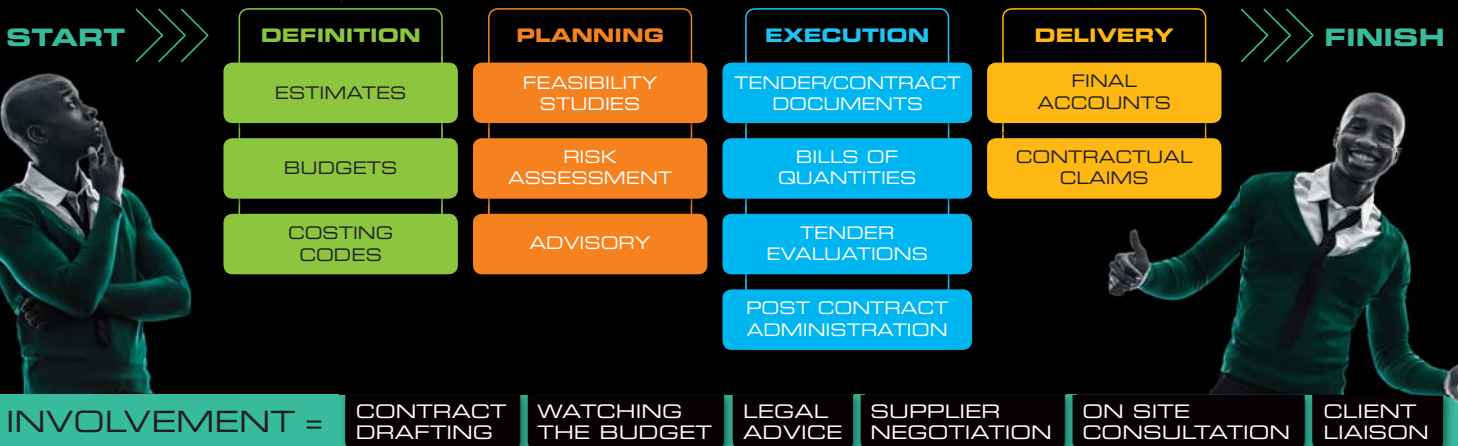 START
DEFINITION
ESTIMATES
BUDGETS
COSTING
CODES
PLANNING
FEASIBILITY
STUDIES
RISK
ASSESSMENT
ADVISORY
EXECUTION
TENDER/CONTRACT
DOCUMENTS
BILLS OF
QUANTITIES
TENDER
EVALUATIONS
POST CONTRACT
ADMINISTRATION
DELIVERY
FINAL
ACCOUNTS
CONTRACTUAL
CLAIMS
FINISH
INVOLVEMENT =
CONTRACT
DRAFTING
WATCHING
THE BUDGET
LEGAL
ADVICE
SUPPLIER
NEGOTIATION
ON SITE
CONSULTATION
CLIENT
LIAISON